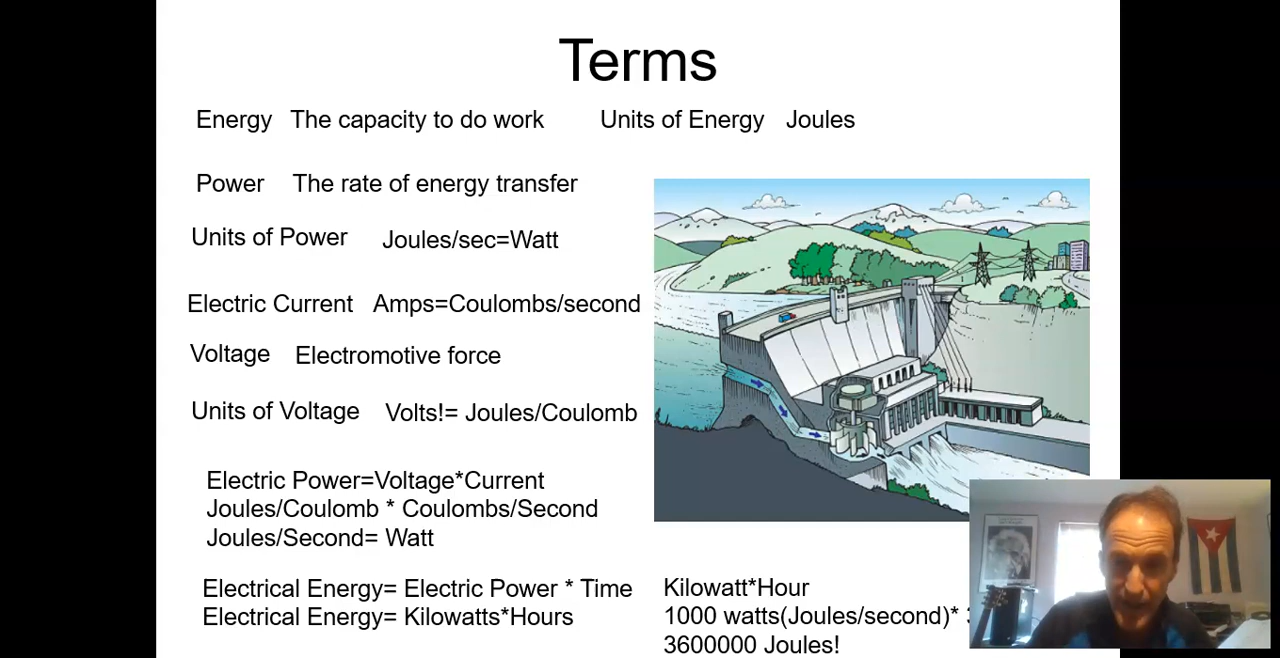 Terms
Energy The capacity to do work Units of Energy Joules
Power The rate of energy transfer
Units of Power Joules/sec=Watt
Electric Current Amps=Coulombs/second
Voltage Electromotive force
Units of Voltage Volts!= Joules/Coulomb
Electric Power=Voltage*Current
Joules/Coulomb * Coulombs/Second
Joules/Second= Watt
Electrical Energy= Electric Power * Time
Electrical Energy= Kilowatts*Hours
Kilowatt*Hour
1000 watts(Joules/second)*
3600000 Joules!